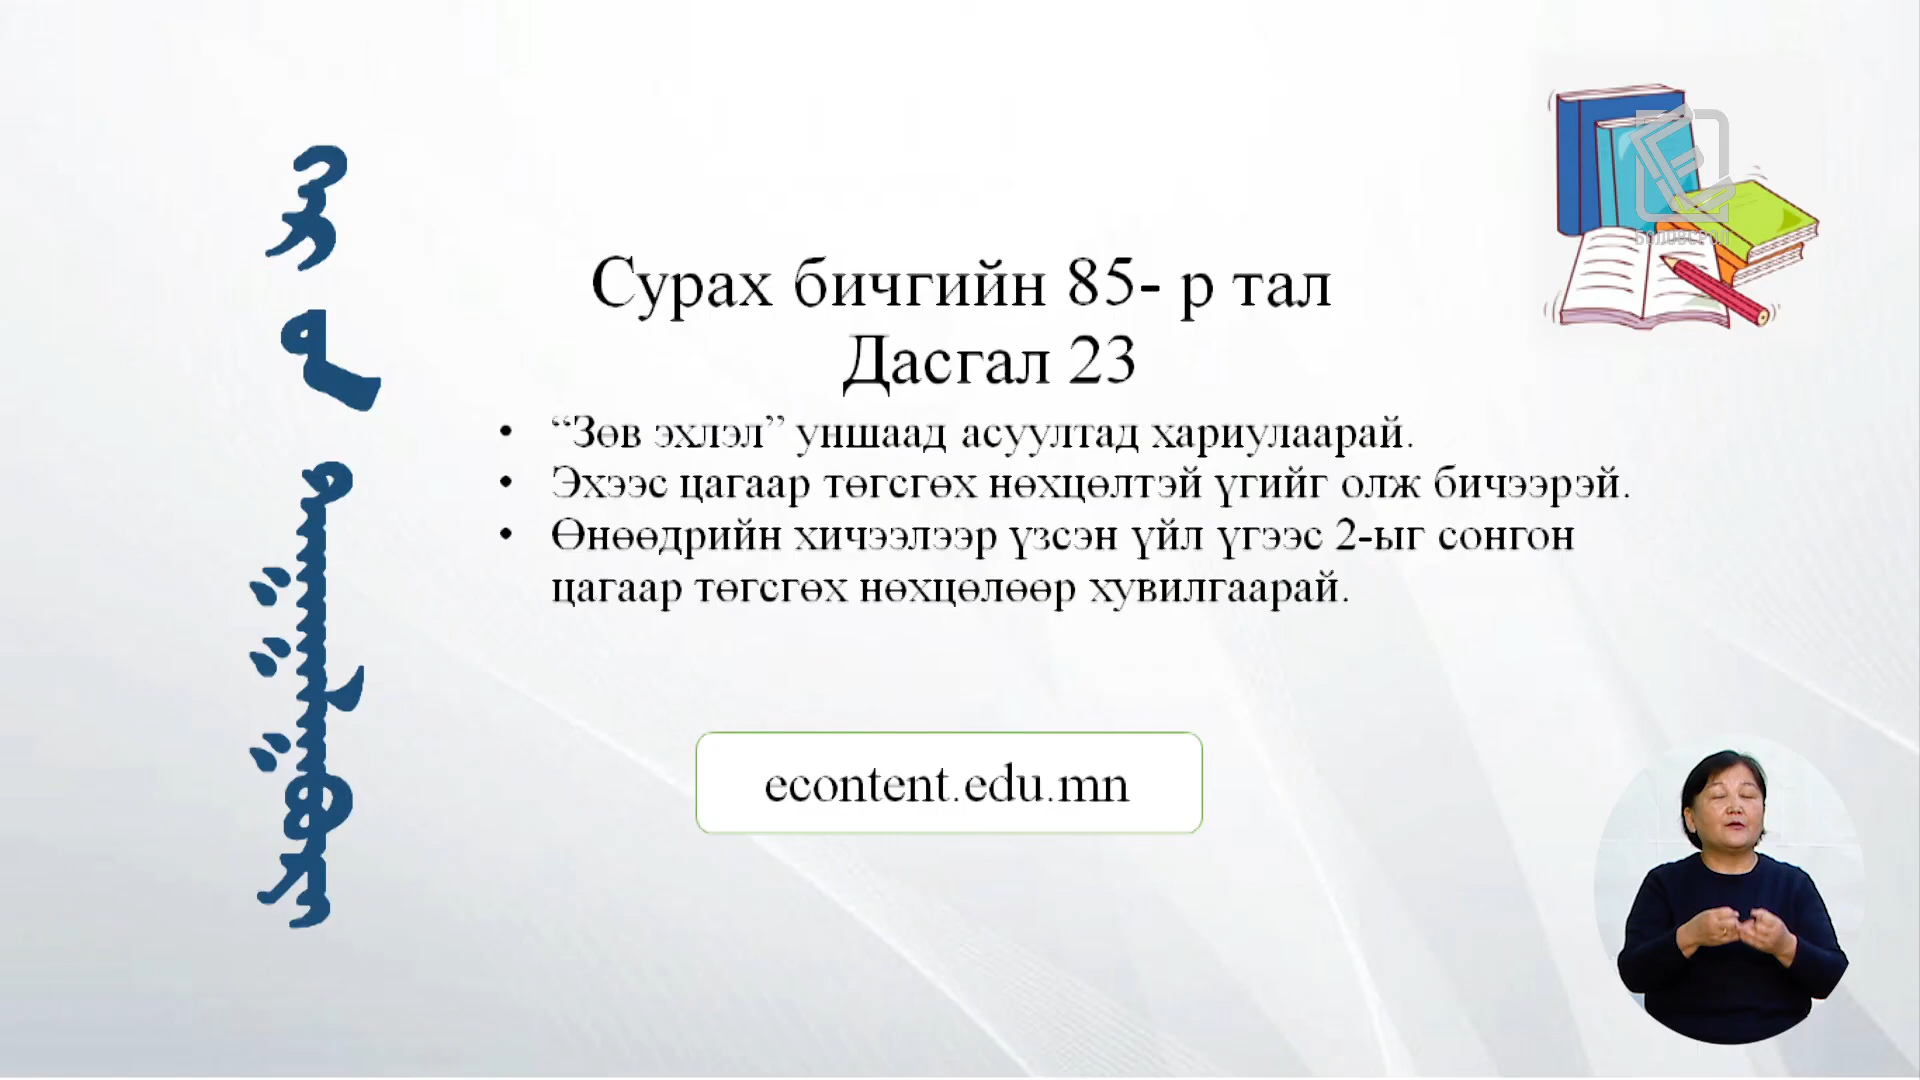 Сурах бичгийн 85- р тал
Дасгал 23
• “Зөв эхлэл” уншаад асуултад хариулаарай.
• Эхээс цагаар төгсгөх нөхцөлтэй үгийг олж бичээрэй.
• Өнөөдрийн хичээлээр үзсэн үйл үгээс 2-ыг сонгон
цагаар төгсгөх нөхцөлөөр хувилгаарай.
econtent.edu.mn
БОЛОВСРОЛ